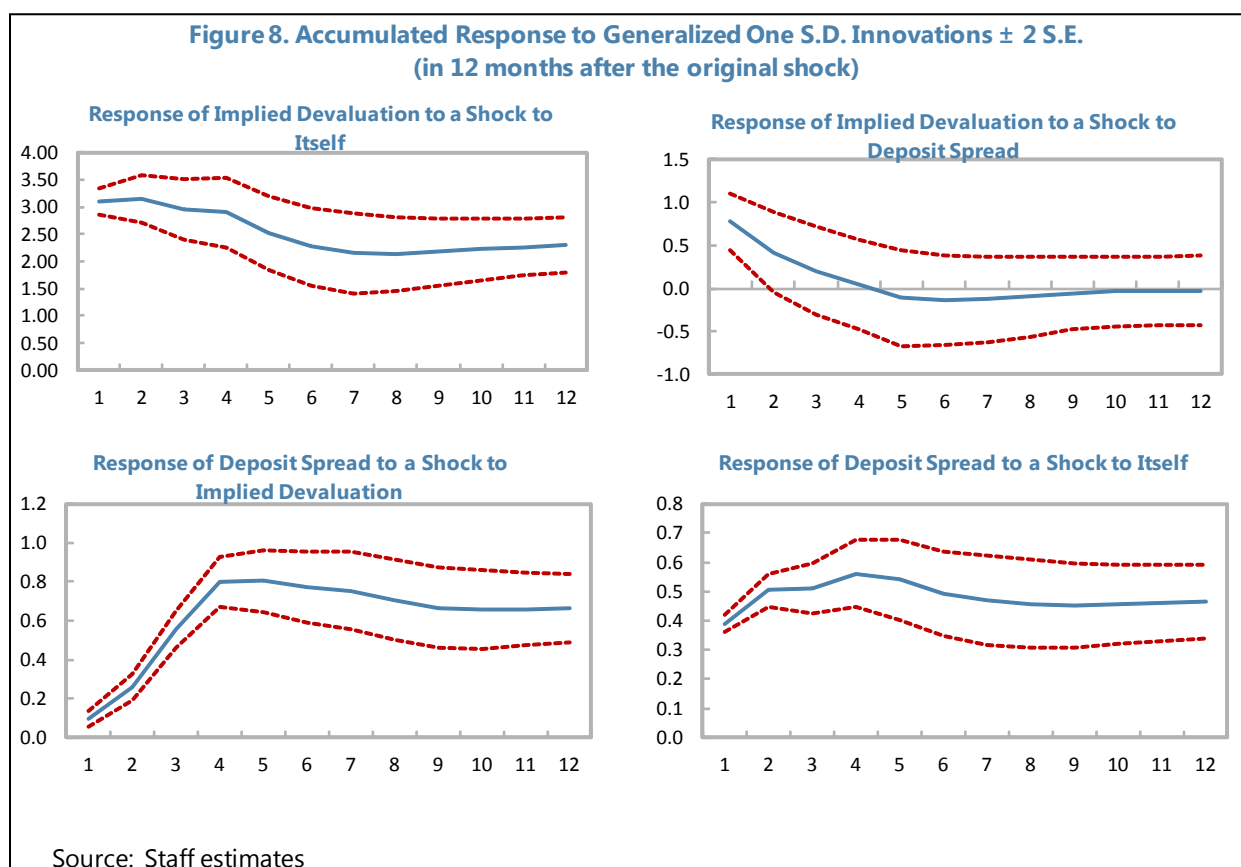 Figure 8. Accumulated Response to Generalized One S.D. Innovations ± 2 S.E.
(in 12 months after the original shock)
Response of Implied Devaluation to a Shock to
Itself
4.00
3.50
3.00
2.50
2.00
1.50
1.00
0.50
0.00
1 2 3 4 5 6 7 8 9 10 11 12
Response of Implied Devaluation to a Shock to
Deposit Spread
1.5
1.0
0.5
0.0
-0.5
-1.0
1 2 3 4 5 6 7 8 9 10 11 12
Response of Deposit Spread to a Shock to
Implied Devaluation
1.2
1.0
0.8
0.6
0.4
0.2
0.0
1 2 3 4 5 6 7 8 9 10 11 12
Response of Deposit Spread to a Shock to Itself
0.8
0.7
0.6
0.5
0.4
0.3
0.2
0.1
0.0
1 2 3 4 5 6 7 8 9 10 11 12
Source: Staff estimates